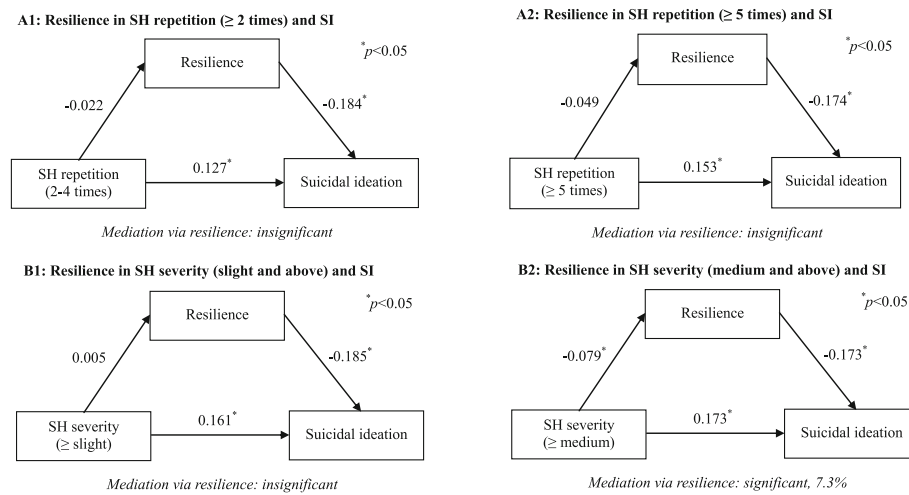 A1: Resilience in SH repetition (≥ 2 times) and SI
*p<0.05
Resilience
-0.022
-0.184*
SH repetition
(2-4 times)
0.127*
Suicidal ideation
Mediation via resilience: insignificant
A2: Resilience in SH repetition (≥ 5 times) and SI
*p<0.05
Resilience
-0.049
-0.174*
SH repetition
(≥ 5 times)
0.153*
Suicidal ideation
Mediation via resilience: insignificant
B1: Resilience in SH severity (slight and above) and SI
*p<0.05
Resilience
0.005
-0.185*
SH severity
(≥ slight)
0.161*
Suicidal ideation
Mediation via resilience: insignificant
B2: Resilience in SH severity (medium and above) and SI
*p<0.05
Resilience
-0.079*
-0.173*
SH severity
(≥ medium)
0.173*
Suicidal ideation
Mediation via resilience: significant, 7.3%